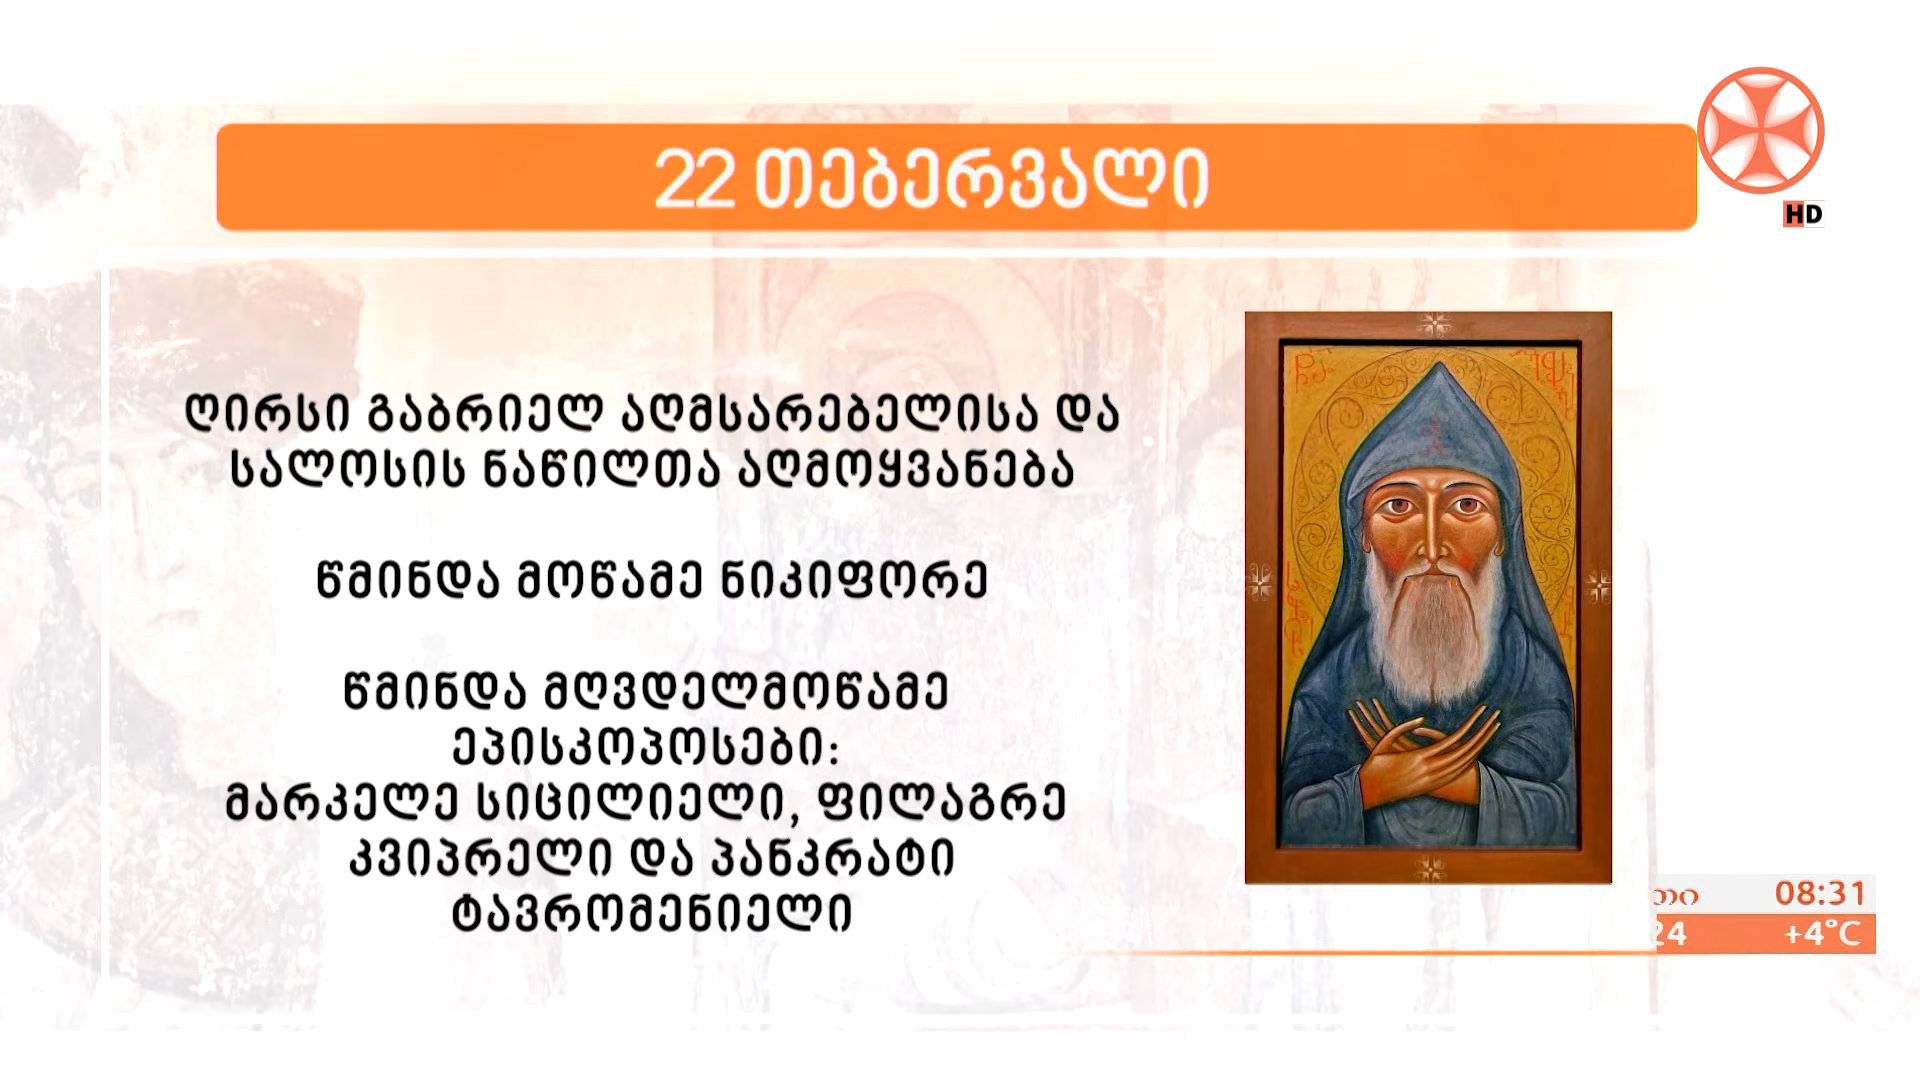 22 თებერვალი
HD
ღირსი გაბრიელ აღმსარებელისა და
სალოსის ნაწილთა აღმოყვანება
წმინდა მოწამე ნიკიფორე
წმინდა მღვდელმოწამე
ეპისკოპოსები:
მარკელე სიცილიელი, ფილაგრე
კვიპრელი და პანკრატი
ტავრომენიელი
08:31
24 +4°C